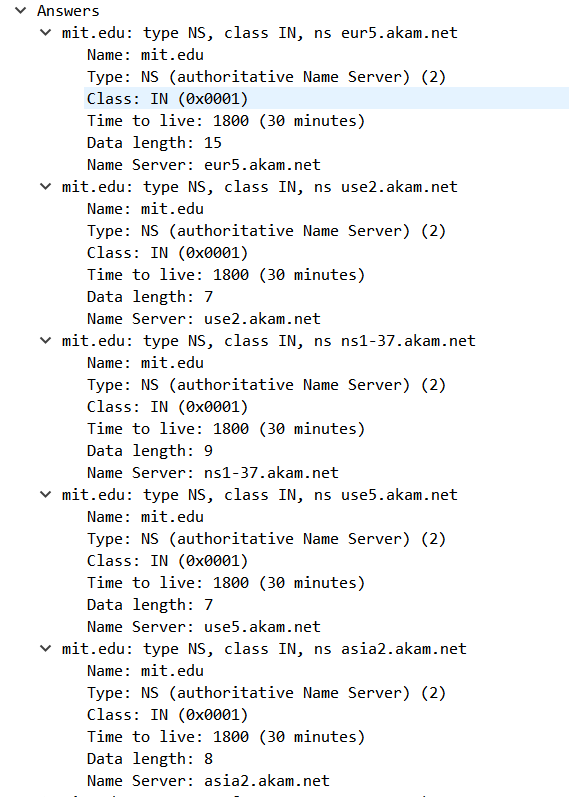 Answers
mit.edu: type NS, class IN, ns eur5.akam.net
Name: mit.edu
Type: NS (authoritative Name Server) (2)
Class: IN (0x0001)
Time to live: 1800 (30 minutes)
Data length: 15
Name Server: eur5.akam.net
mit.edu: type NS, class IN, ns use2.akam.net
Name: mit.edu
Type: NS (authoritative Name Server) (2)
Class: IN (0x0001)
Time to live: 1800 (30 minutes)
Data length: 7
Name Server: use2.akam.net
mit.edu: type NS, class IN, ns ns1-37.akam.net
Name: mit.edu
Type: NS (authoritative Name Server) (2)
Class: IN (0x0001)
Time to live: 1800 (30 minutes)
Data length: 9
Name Server: ns1-37.akam.net
mit.edu: type NS, class IN, ns use5.akam.net
Name: mit.edu
Type: NS (authoritative Name Server) (2)
Class: IN (0x0001)
Time to live: 1800 (30 minutes)
Data length: 7
Name Server: use5.akam.net
mit.edu: type NS, class IN, ns asia2.akam.net
Name: mit.edu
Type: NS (authoritative Name Server) (2)
Class: IN (0x0001)
Time to live: 1800 (30 minutes)
Data length: 8
Name Server: asia2.akam.net